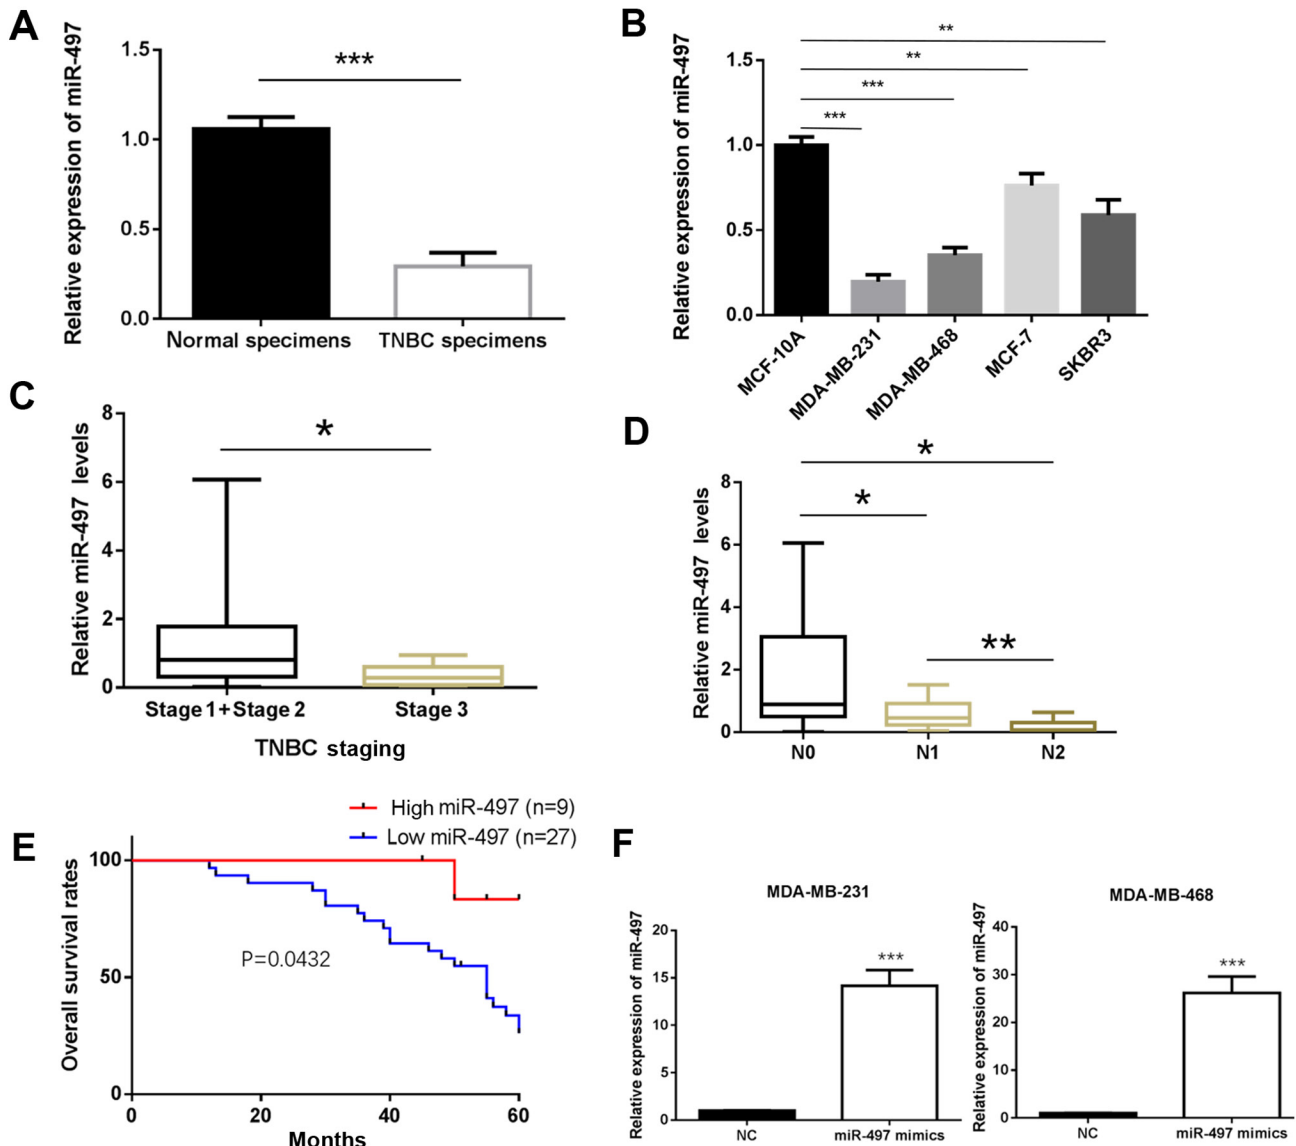 A
Relative expression of miR-497
1.5
1.0
0.5
0.0
***
Normal specimens
TNBC specimens
B
Relative expression of miR-497
1.5
1.0
0.5
0.0
**
**
***
***
MCF-10A
MDA-MB-231
MDA-MB-468
MCF-7
SKBR3
C
Relative miR-497 levels
8
6
4
2
0
*
Stage 1+Stage 2
Stage 3
TNBC staging
D
Relative miR-497 levels
8
6
4
2
0
*
*
**
N0
N1
N2
E
High miR-497 (n=9)
Low miR-497 (n=27)
Overall survival rates
100
50
0
P=0.0432
0
20
40
60
Months
F
MDA-MB-231
Relative expression of miR-497
20
15
10
5
0
***
NC
miR-497 mimics
MDA-MB-468
Relative expression of miR-497
40
30
20
10
0
***
NC
miR-497 mimics